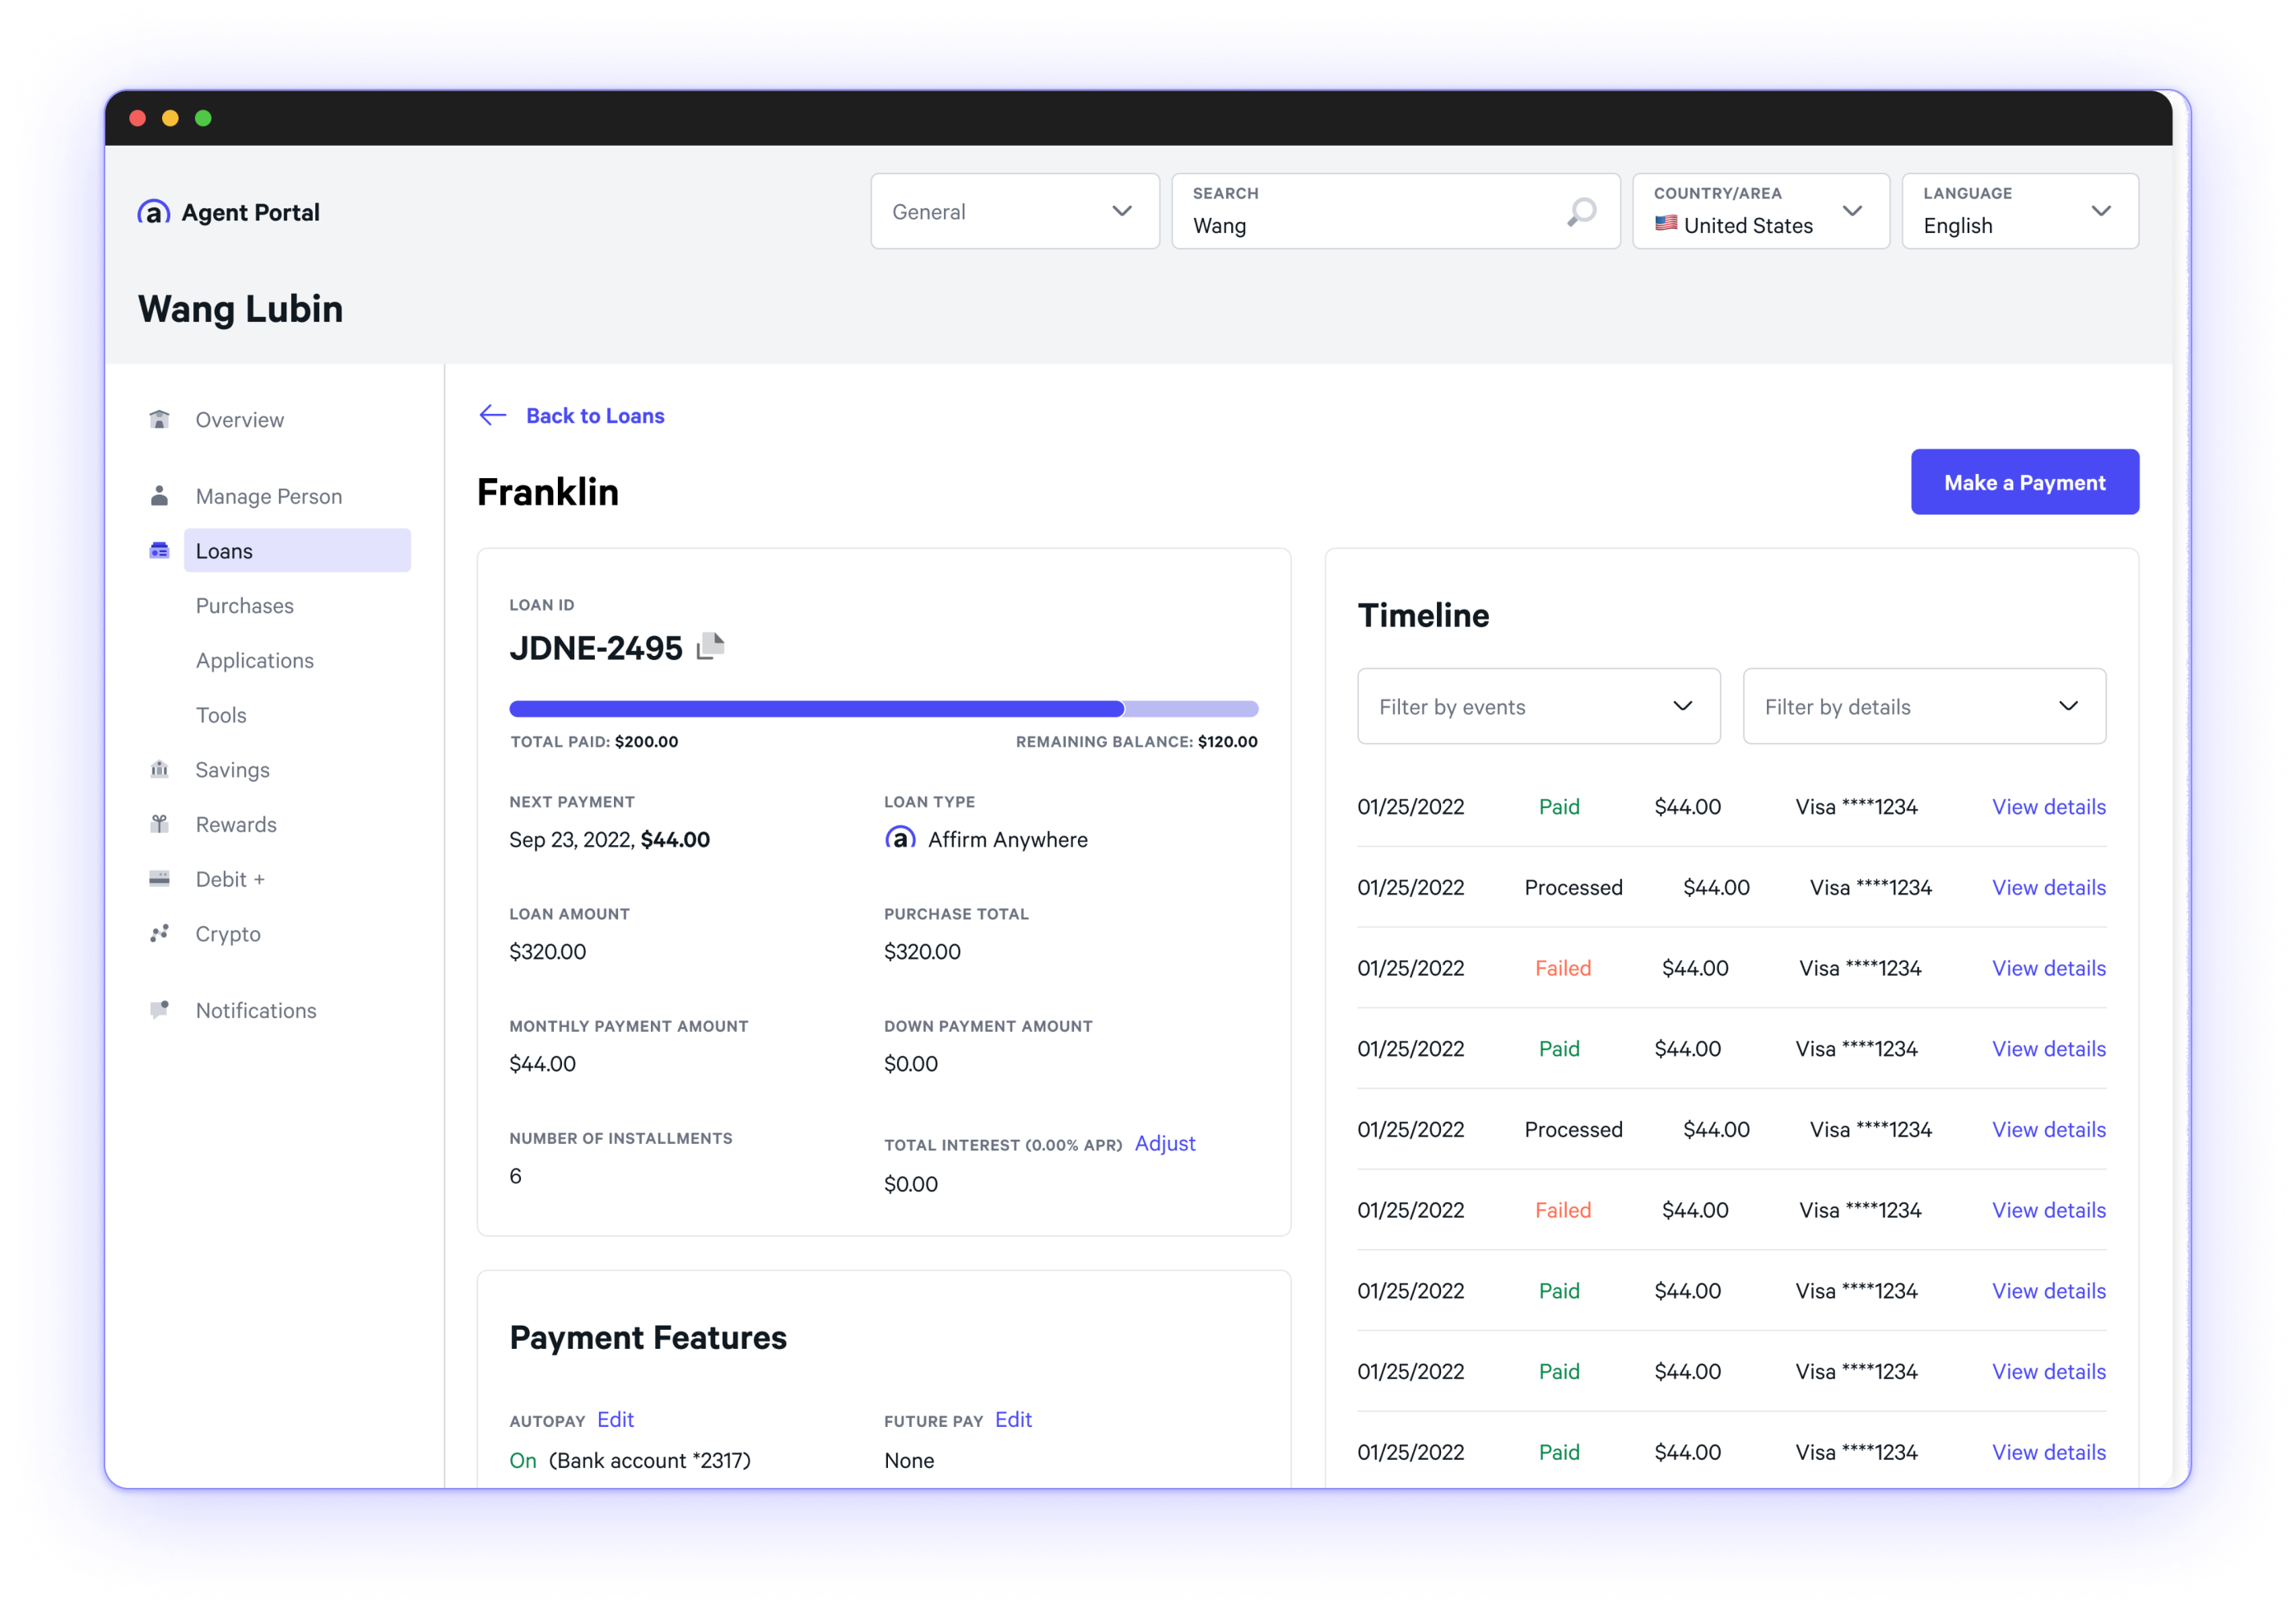 Agent Portal
General
SEARCH
Wang
COUNTRY/AREA
United States
LANGUAGE
English
Wang Lubin
Overview
Manage Person
Loans
Purchases
Applications
Tools
Savings
Rewards
Debit +
Crypto
Notifications
Back to Loans
Franklin
Make a Payment
LOAN ID
JDNE-2495
TOTAL PAID: $200.00
REMAINING BALANCE: $120.00
NEXT PAYMENT
Sep 23, 2022, $44.00
LOAN TYPE
a Affirm Anywhere
LOAN AMOUNT
$320.00
PURCHASE TOTAL
$320.00
MONTHLY PAYMENT AMOUNT
$44.00
DOWN PAYMENT AMOUNT
$0.00
NUMBER OF INSTALLMENTS
6
TOTAL INTEREST (0.00% APR) Adjust
$0.00
Payment Features
AUTOPAY Edit
On (Bank account *2317)
FUTURE PAY Edit
None
Timeline
Filter by events
Filter by details
01/25/2022 Paid $44.00 Visa ****1234 View details
01/25/2022 Processed $44.00 Visa ****1234 View details
01/25/2022 Failed $44.00 Visa ****1234 View details
01/25/2022 Paid $44.00 Visa ****1234 View details
01/25/2022 Processed $44.00 Visa ****1234 View details
01/25/2022 Failed $44.00 Visa ****1234 View details
01/25/2022 Paid $44.00 Visa ****1234 View details
01/25/2022 Paid $44.00 Visa ****1234 View details
01/25/2022 Paid $44.00 Visa ****1234 View details